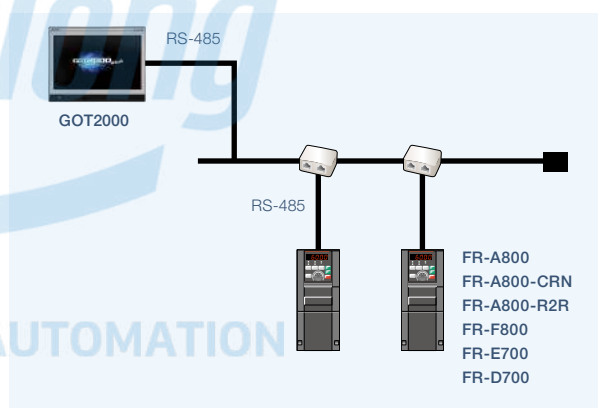 RS-485
GOT2000
RS-485
FR-A800
FR-A800-CRN
FR-A800-R2R
FR-F800
FR-E700
FR-D700
AUTOMATION